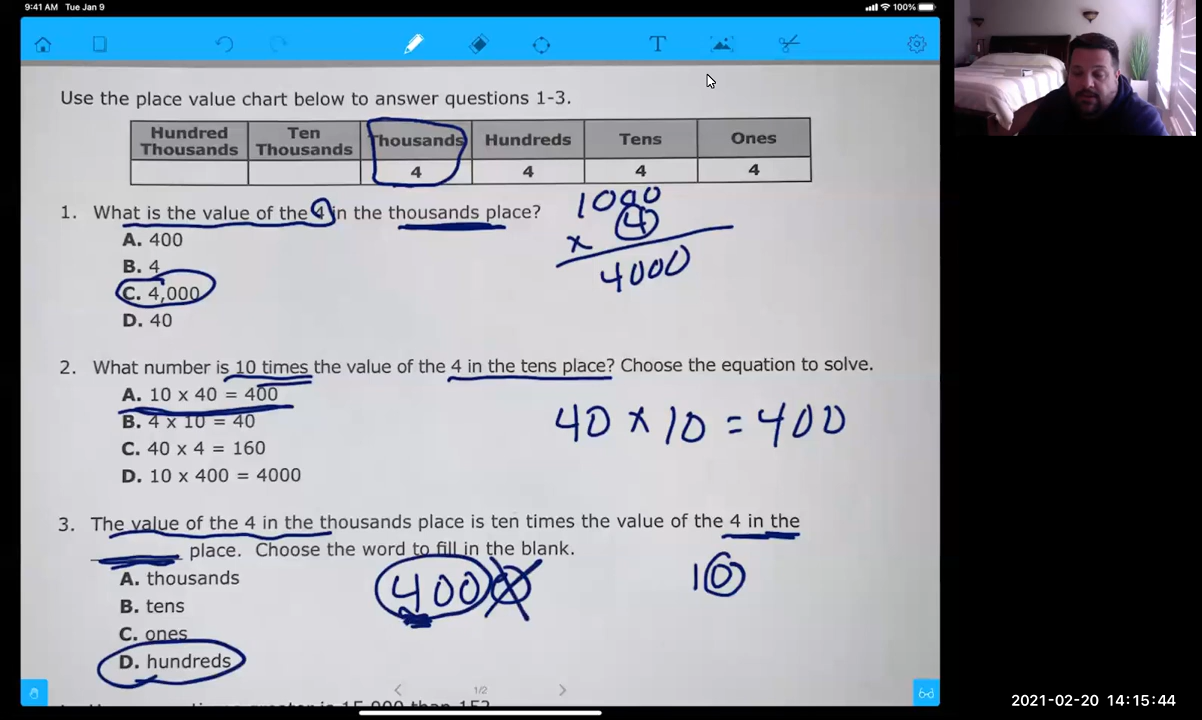 9:41 AM Tue Jan 9
100%
T
Use the place value chart below to answer questions 1-3.
Hundred Thousands Ten Thousands Thousands Hundreds Tens Ones
4 4 4 4
1. What is the value of the 4 in the thousands place?
A. 400
B. 4
C. 4,000
D. 40
1000
x 4
4000
2. What number is 10 times the value of the 4 in the tens place? Choose the equation to solve.
A. 10 x 40 = 400
B. 4 x 10 = 40
C. 40 x 4 = 160
D. 10 x 400 = 4000
40 x 10 = 400
3. The value of the 4 in the thousands place is ten times the value of the 4 in the
place. Choose the word to fill in the blank.
A. thousands
B. tens
C. ones
D. hundreds
4000
10
1/2
2021-02-20 14:15:44